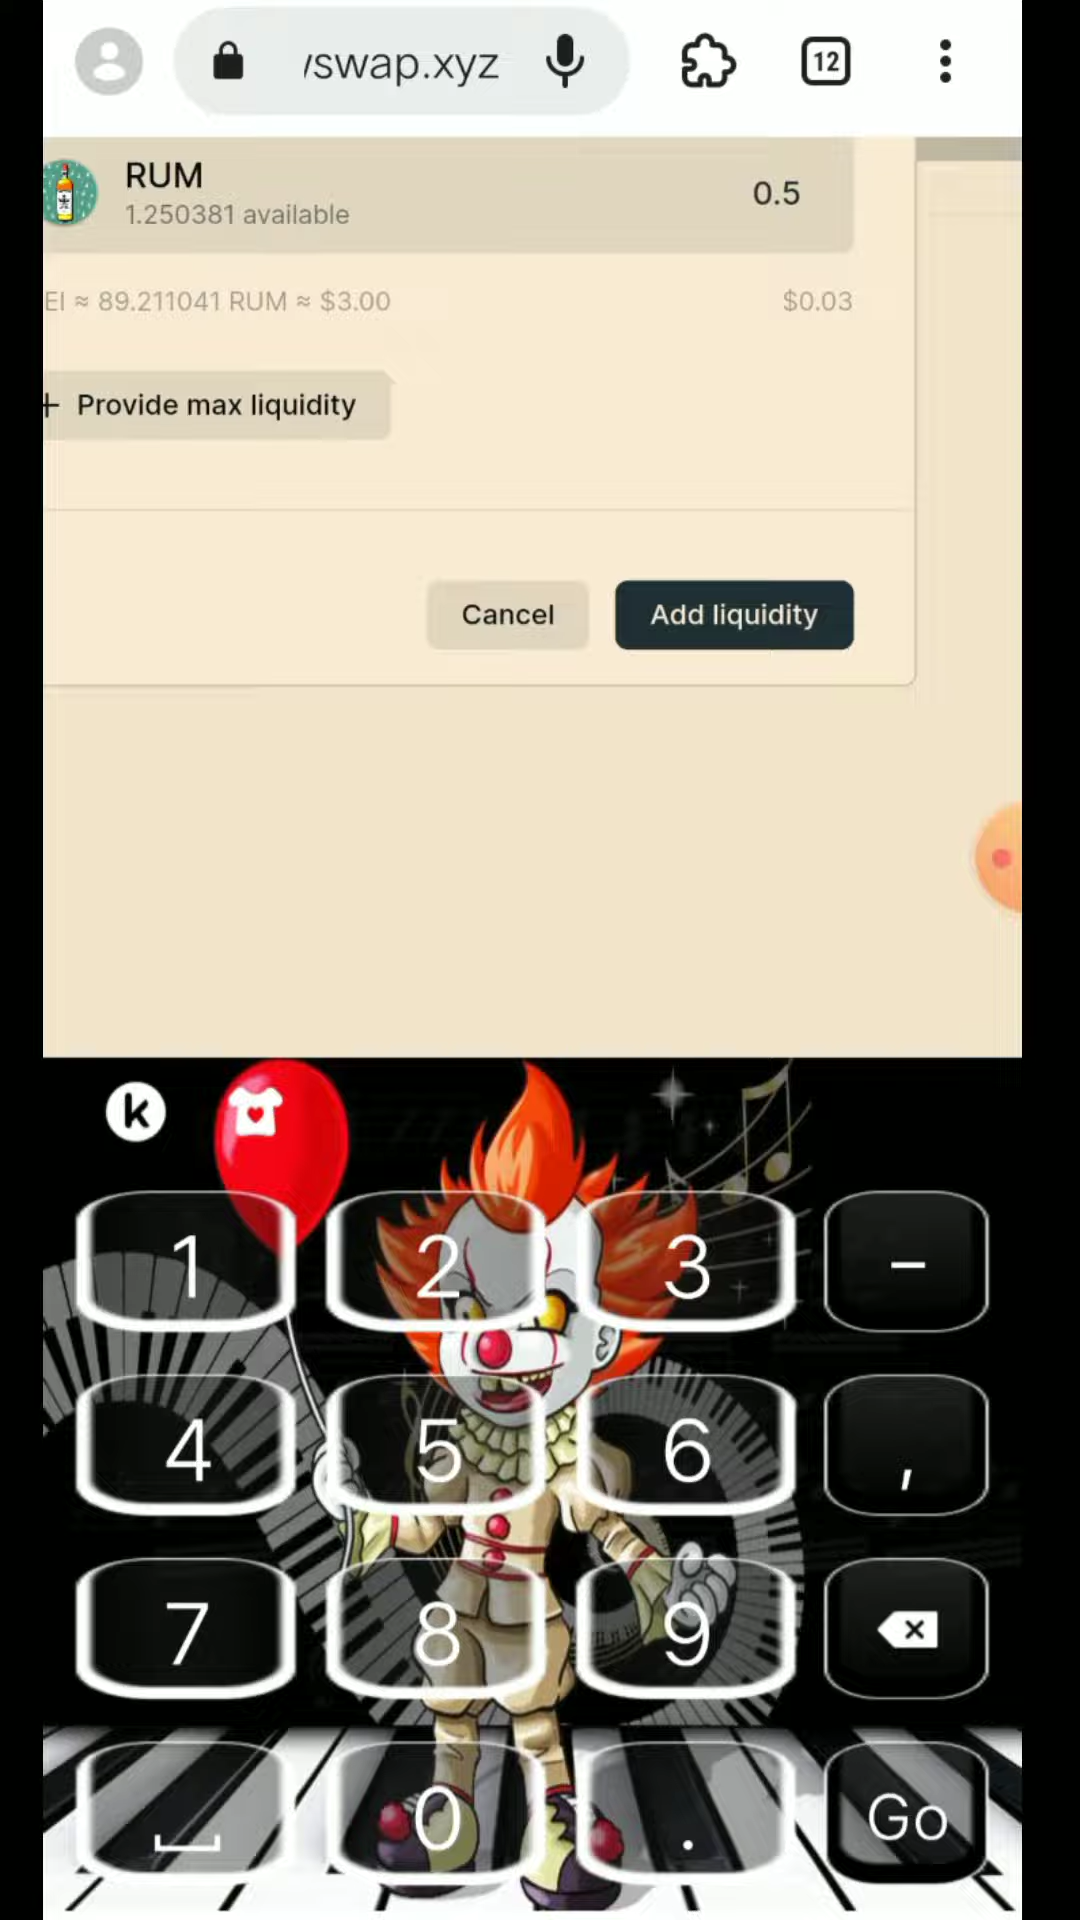 /swap.xyz
12
RUM
1.250381 available
0.5
EI ≈ 89.211041 RUM ≈ $3.00
$0.03
+ Provide max liquidity
Cancel
Add liquidity
k
1
2
3
–
4
5
6
,
7
8
9
0
.
Go